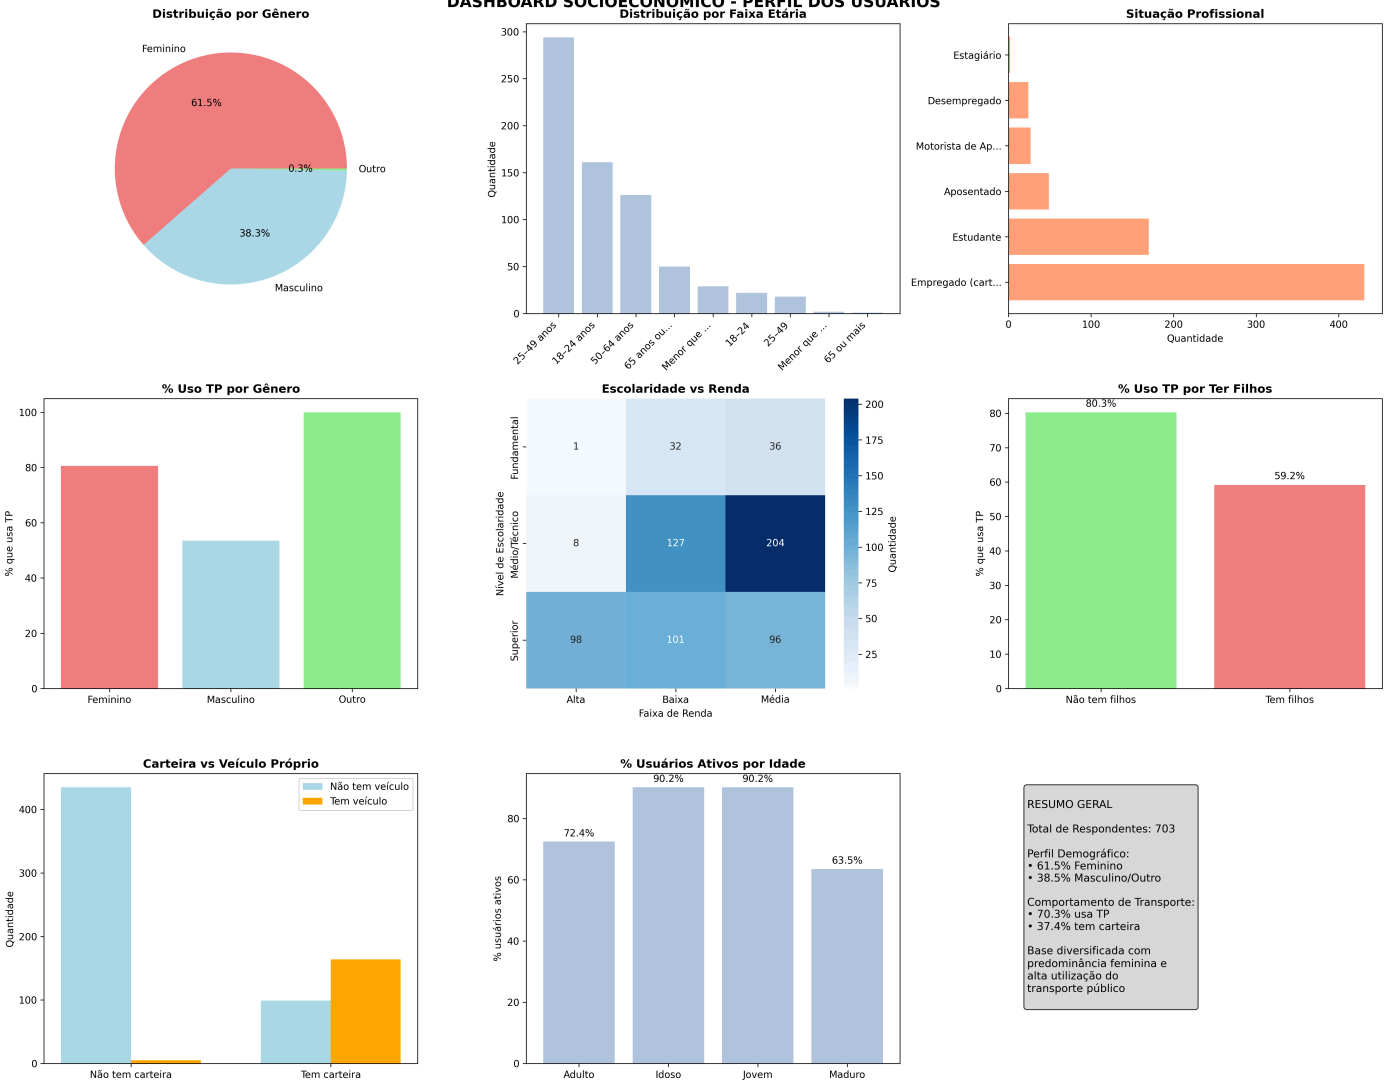 DASHBOARD SOCIOECONÔMICO - PERFIL DOS USUÁRIOS
Distribuição por Gênero
Feminino
61.5%
0.3%
Outro
38.3%
Masculino
Distribuição por Faixa Etária
Quantidade
300
250
200
150
100
50
0
25–49 anos
18–24 anos
50–64 anos
65 anos ou...
Menor que ...
18–24
25–49
Menor que ...
65 ou mais
Situação Profissional
Estagiário
Desempregado
Motorista de Ap...
Aposentado
Estudante
Empregado (cart...
0
100
200
300
400
Quantidade
% Uso TP por Gênero
% que usa TP
100
80
60
40
20
0
Feminino
Masculino
Outro
Escolaridade vs Renda
Nível de Escolaridade
Fundamental
Médio/Técnico
Superior
1
32
36
8
127
204
98
101
96
Alta
Baixa
Média
Faixa de Renda
200
175
150
125
100
75
50
25
Quantidade
% Uso TP por Ter Filhos
% que usa TP
80
70
60
50
40
30
20
10
0
80.3%
59.2%
Não tem filhos
Tem filhos
Carteira vs Veículo Próprio
Não tem veículo
Tem veículo
Quantidade
400
300
200
100
0
Não tem carteira
Tem carteira
% Usuários Ativos por Idade
% usuários ativos
80
60
40
20
0
72.4%
90.2%
90.2%
63.5%
Adulto
Idoso
Jovem
Maduro
RESUMO GERAL
Total de Respondentes: 703
Perfil Demográfico:
• 61.5% Feminino
• 38.5% Masculino/Outro
Comportamento de Transporte:
• 70.3% usa TP
• 37.4% tem carteira
Base diversificada com
predominância feminina e
alta utilização do
transporte público